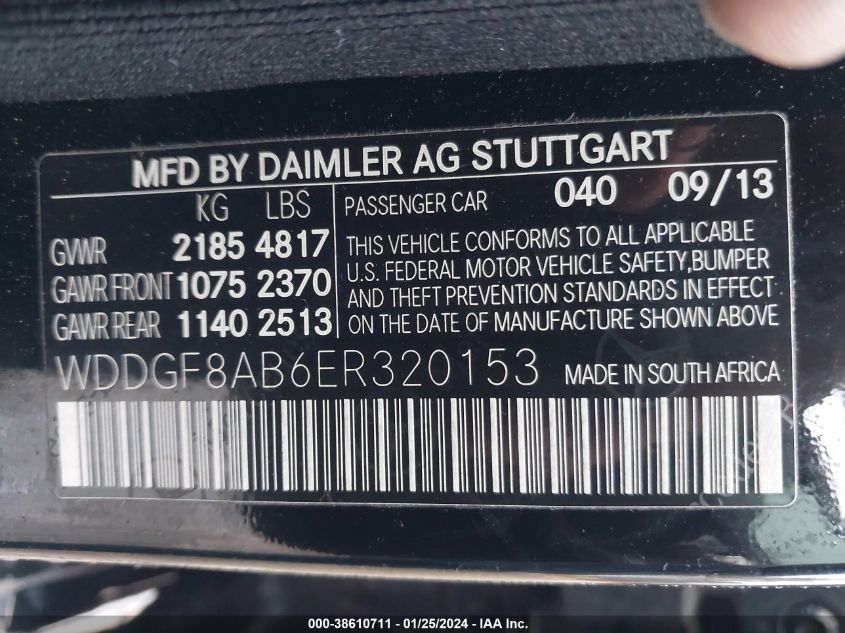 MFD BY DAIMLER AG STUTTGART
KG LBS
GVWR 2185 4817
GAWR FRONT 1075 2370
GAWR REAR 1140 2513
PASSENGER CAR 040 09/13
THIS VEHICLE CONFORMS TO ALL APPLICABLE
U.S. FEDERAL MOTOR VEHICLE SAFETY,BUMPER
AND THEFT PREVENTION STANDARDS IN EFFECT
ON THE DATE OF MANUFACTURE SHOWN ABOVE
WDDGF8AB6ER320153 MADE IN SOUTH AFRICA
000-38610711 - 01/25/2024 - IAA Inc.